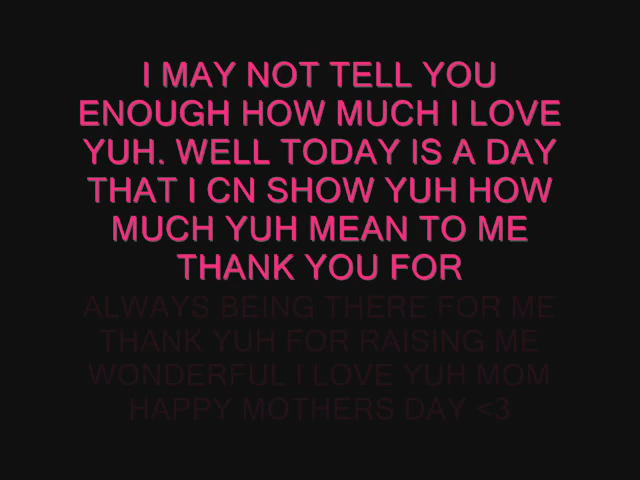 I MAY NOT TELL YOU
ENOUGH HOW MUCH I LOVE
YUH. WELL TODAY IS A DAY
THAT I CN SHOW YUH HOW
MUCH YUH MEAN TO ME
THANK YOU FOR
ALWAYS BEING THERE FOR ME
THANK YUH FOR RAISING ME
WONDERFUL I LOVE YUH MOM
HAPPY MOTHERS DAY <3